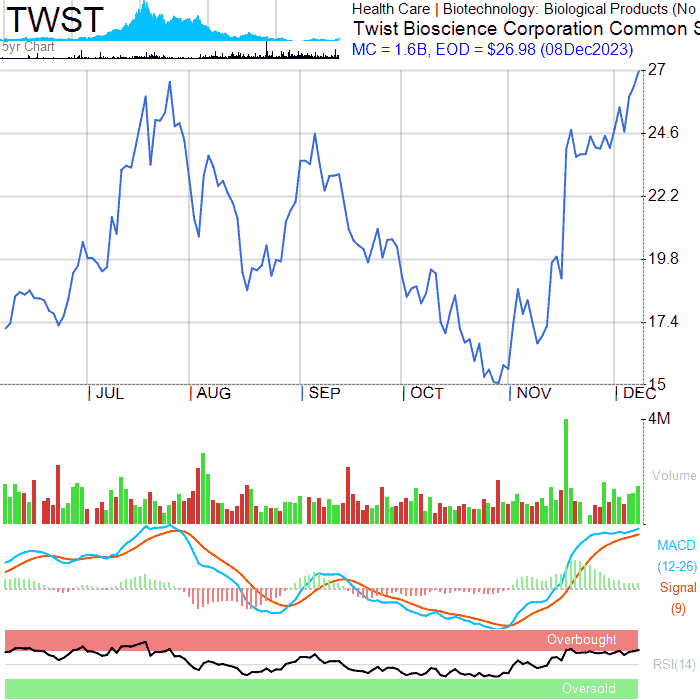 TWST
5yr Chart
Health Care | Biotechnology: Biological Products (No
Twist Bioscience Corporation Common S
MC = 1.6B, EOD = $26.98 (08Dec2023)
27
24.6
22.2
19.8
17.4
15
JUL
AUG
SEP
OCT
NOV
DEC
4M
Volume
MACD
(12-26)
Signal
(9)
Overbought
RSI(14)
Oversold